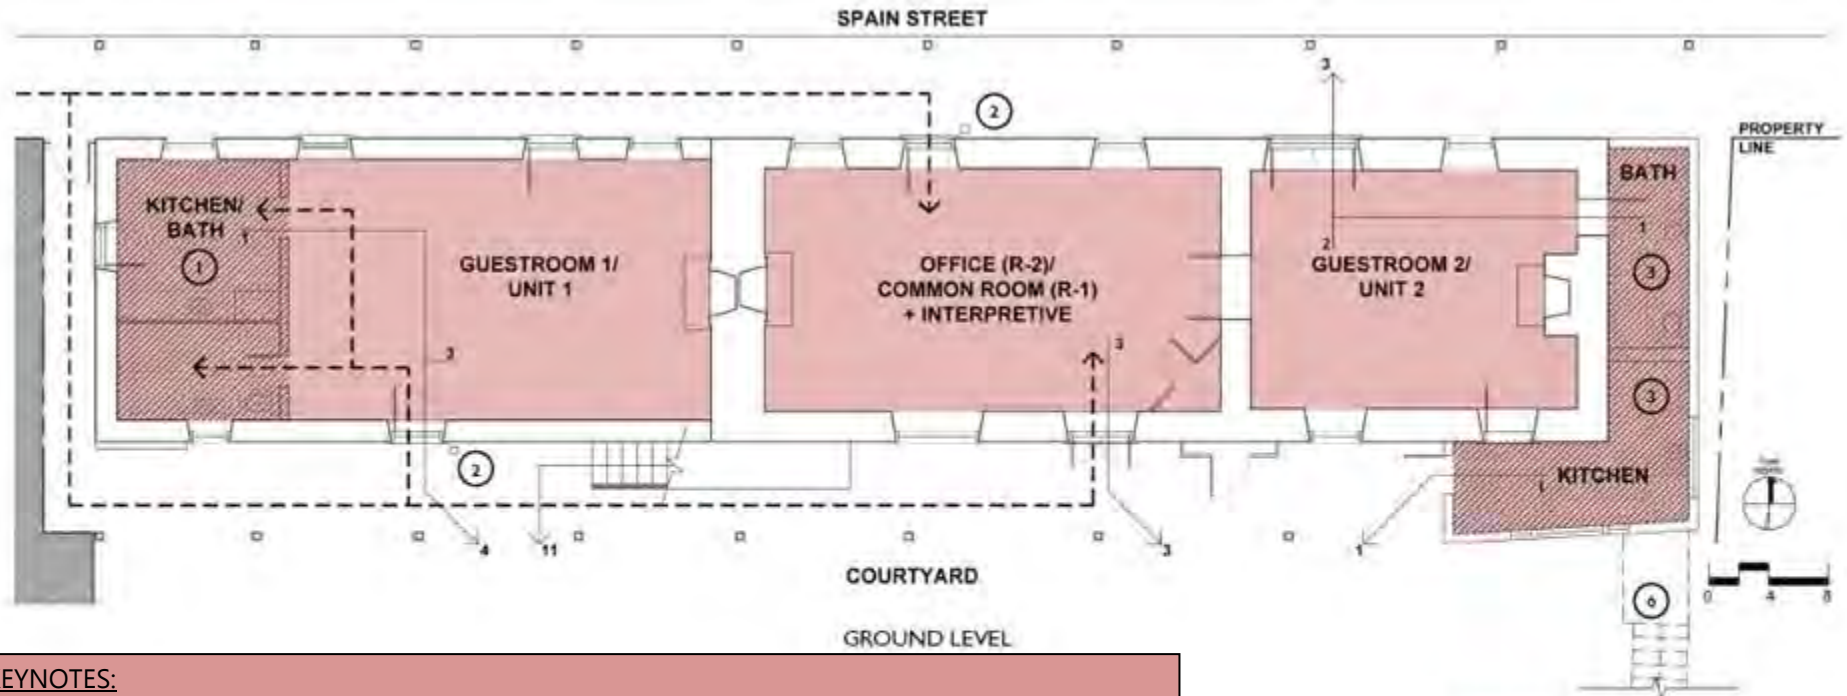 SPAIN STREET
3
2
PROPERTY
LINE
BATH
KITCHEN/
BATH
1
1
GUESTROOM 1/
UNIT 1
OFFICE (R-2)/
COMMON ROOM (R-1)
+ INTERPRETIVE
GUESTROOM 2/
UNIT 2
2
1
3
3
3
3
2
KITCHEN
1
4
11
3
1
COURTYARD
0 4 8
6
GROUND LEVEL
EYNOTES: